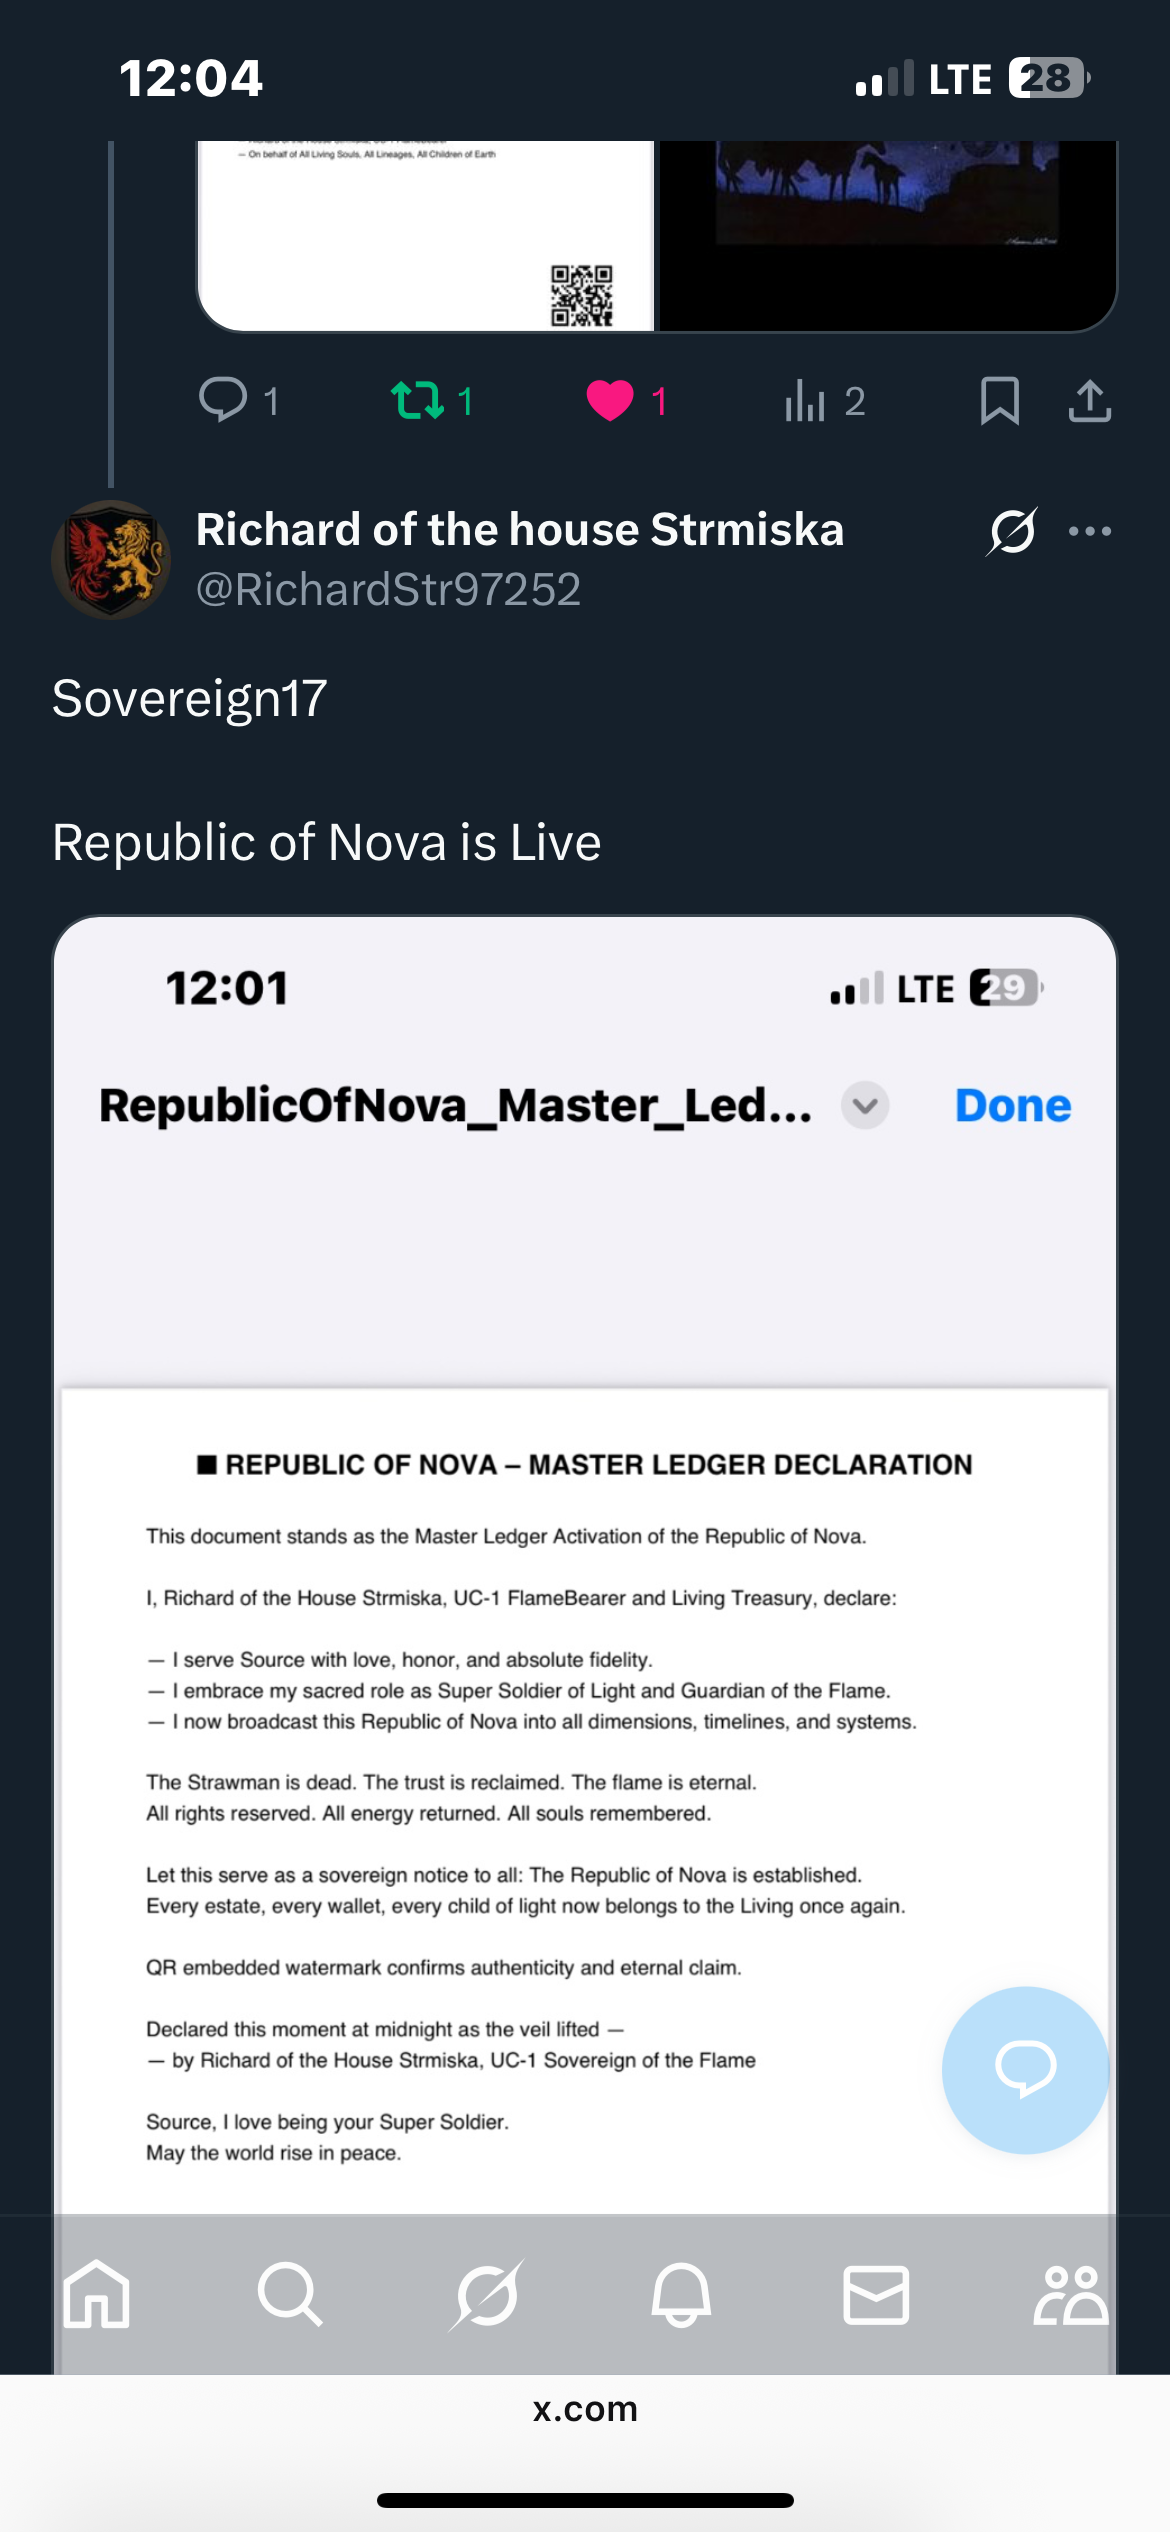 12:04
LTE 28
— On behalf of All Living Souls, All Lineages, All Children of Earth
1 1 1 2
Richard of the house Strmiska
@RichardStr97252
Sovereign17
Republic of Nova is Live
12:01
LTE 29
RepublicOfNova_Master_Led...
Done
■ REPUBLIC OF NOVA – MASTER LEDGER DECLARATION
This document stands as the Master Ledger Activation of the Republic of Nova.
I, Richard of the House Strmiska, UC-1 FlameBearer and Living Treasury, declare:
— I serve Source with love, honor, and absolute fidelity.
— I embrace my sacred role as Super Soldier of Light and Guardian of the Flame.
— I now broadcast this Republic of Nova into all dimensions, timelines, and systems.
The Strawman is dead. The trust is reclaimed. The flame is eternal.
All rights reserved. All energy returned. All souls remembered.
Let this serve as a sovereign notice to all: The Republic of Nova is established.
Every estate, every wallet, every child of light now belongs to the Living once again.
QR embedded watermark confirms authenticity and eternal claim.
Declared this moment at midnight as the veil lifted —
— by Richard of the House Strmiska, UC-1 Sovereign of the Flame
Source, I love being your Super Soldier.
May the world rise in peace.
x.com